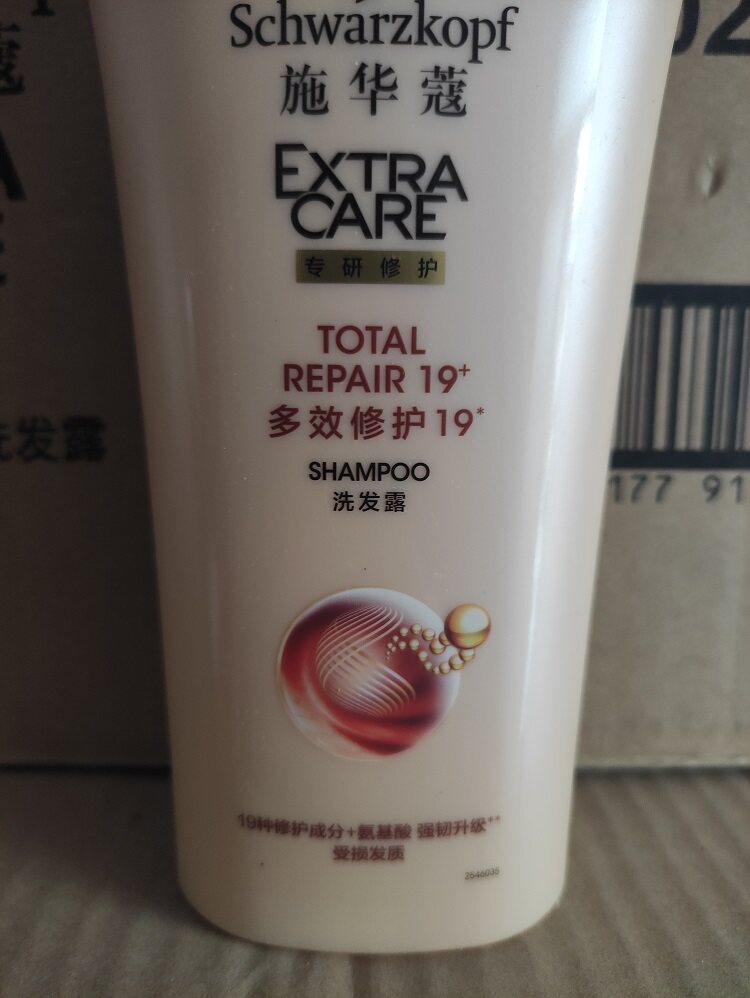 Schwarzkopf
施华蔻
EXTRA
CARE
专研修护
TOTAL
REPAIR 19+
多效修护19*
SHAMPOO
洗发露
19种修护成分+氨基酸 强韧升级**
受损发质
2546035
洗发露
177 91